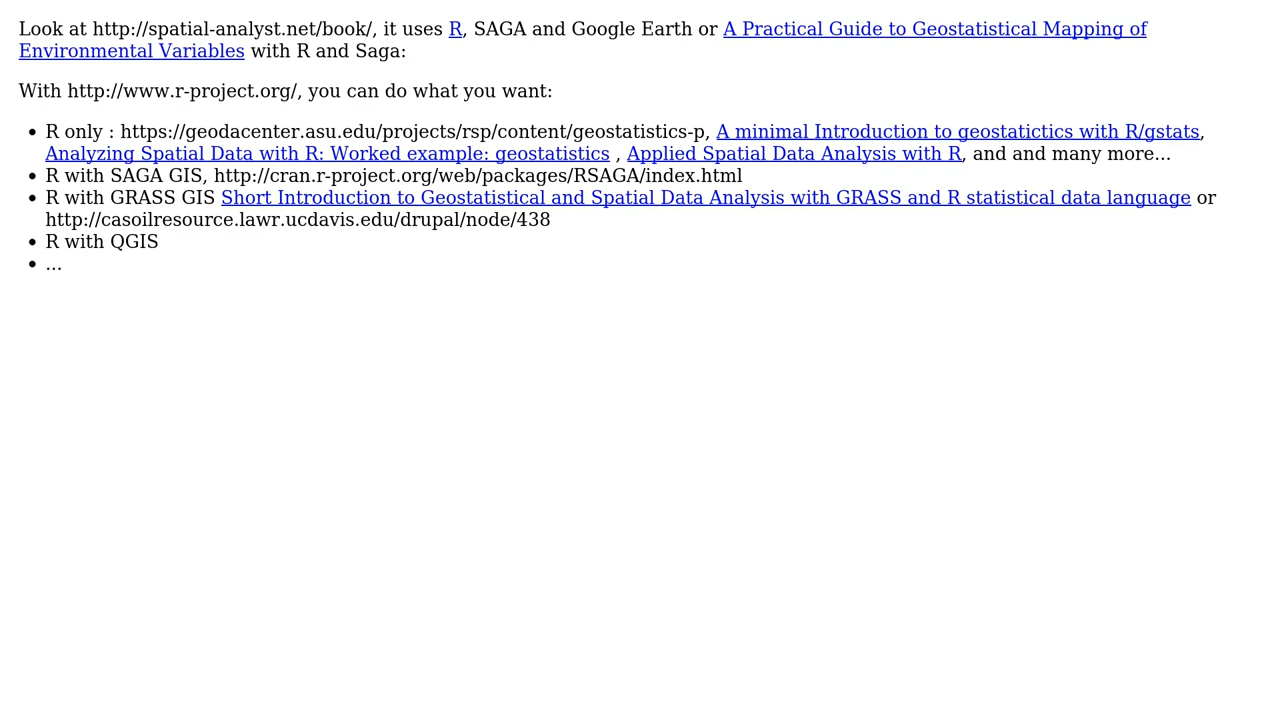 Look at http://spatial-analyst.net/book/, it uses R, SAGA and Google Earth or A Practical Guide to Geostatistical Mapping of
Environmental Variables with R and Saga:
With http://www.r-project.org/, you can do what you want:
• R only : https://geodacenter.asu.edu/projects/rsp/content/geostatistics-p, A minimal Introduction to geostatictics with R/gstats,
Analyzing Spatial Data with R: Worked example: geostatistics , Applied Spatial Data Analysis with R, and and many more...
• R with SAGA GIS, http://cran.r-project.org/web/packages/RSAGA/index.html
• R with GRASS GIS Short Introduction to Geostatistical and Spatial Data Analysis with GRASS and R statistical data language or
http://casoilresource.lawr.ucdavis.edu/drupal/node/438
• R with QGIS
• ...